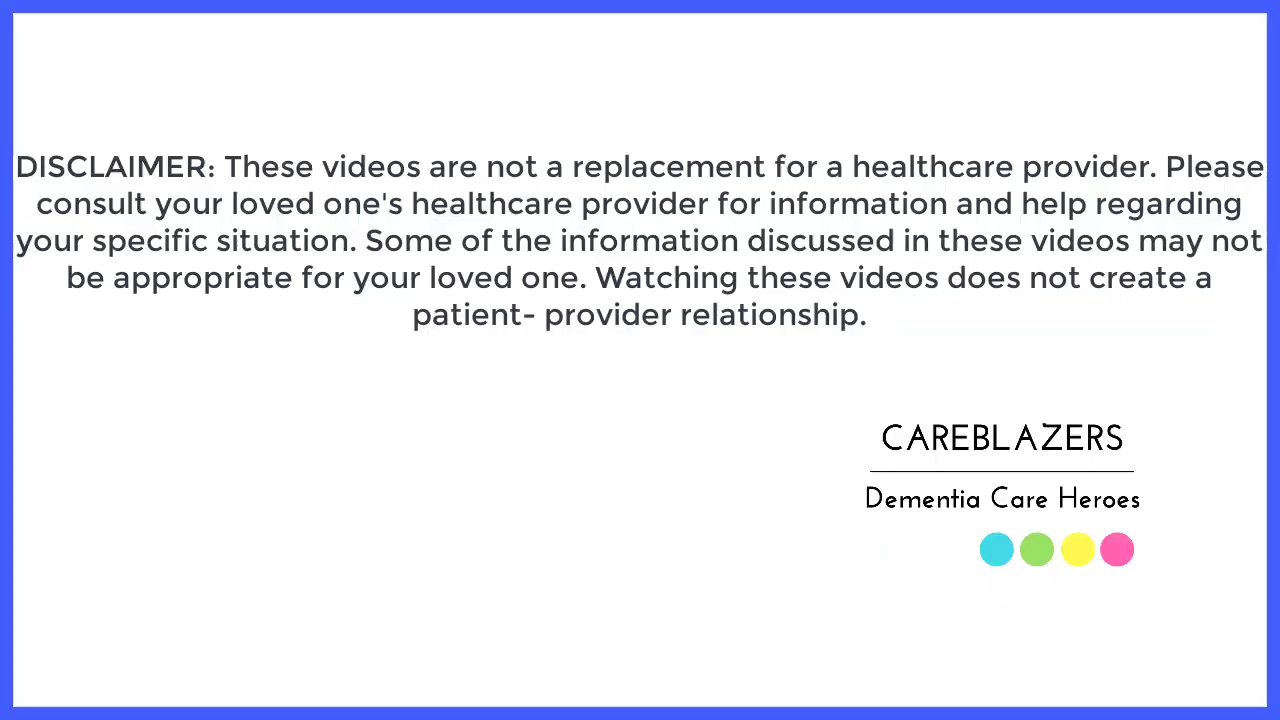 DISCLAIMER: These videos are not a replacement for a healthcare provider. Please
consult your loved one's healthcare provider for information and help regarding
your specific situation. Some of the information discussed in these videos may not
be appropriate for your loved one. Watching these videos does not create a
patient- provider relationship.
CAREBLAZERS
Dementia Care Heroes